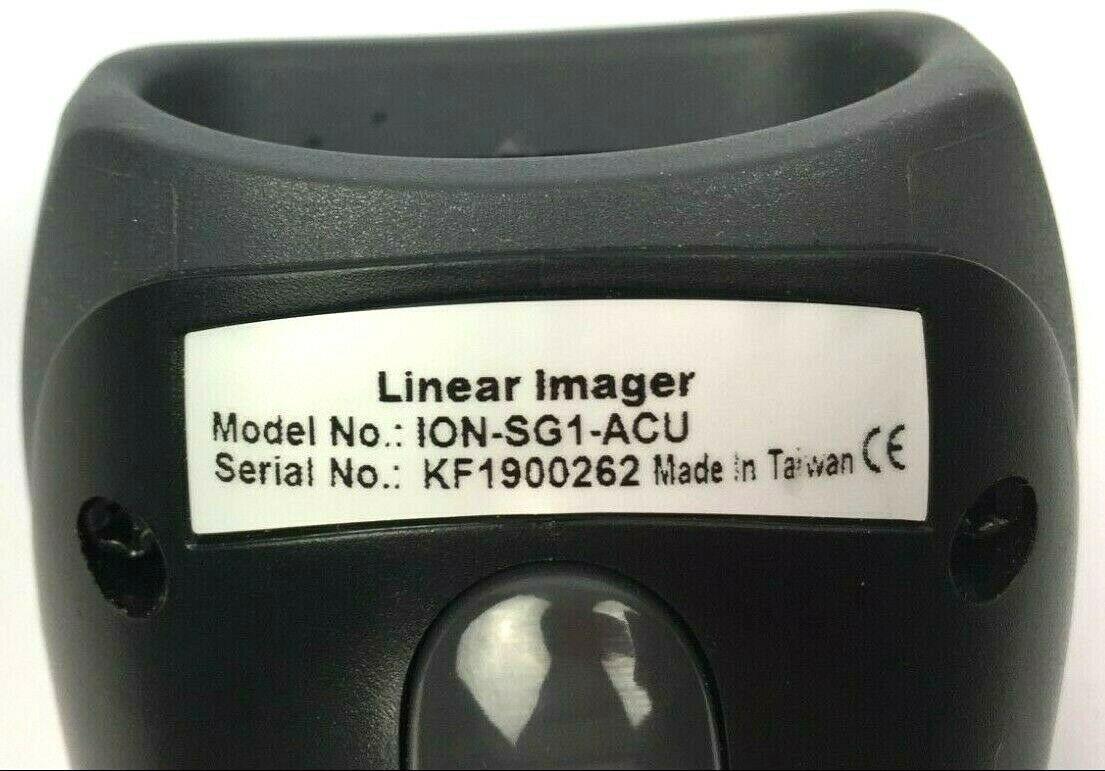 Linear Imager
Model No.: ION-SG1-ACU
Serial No.: KF1900262 Made In Taiwan CE